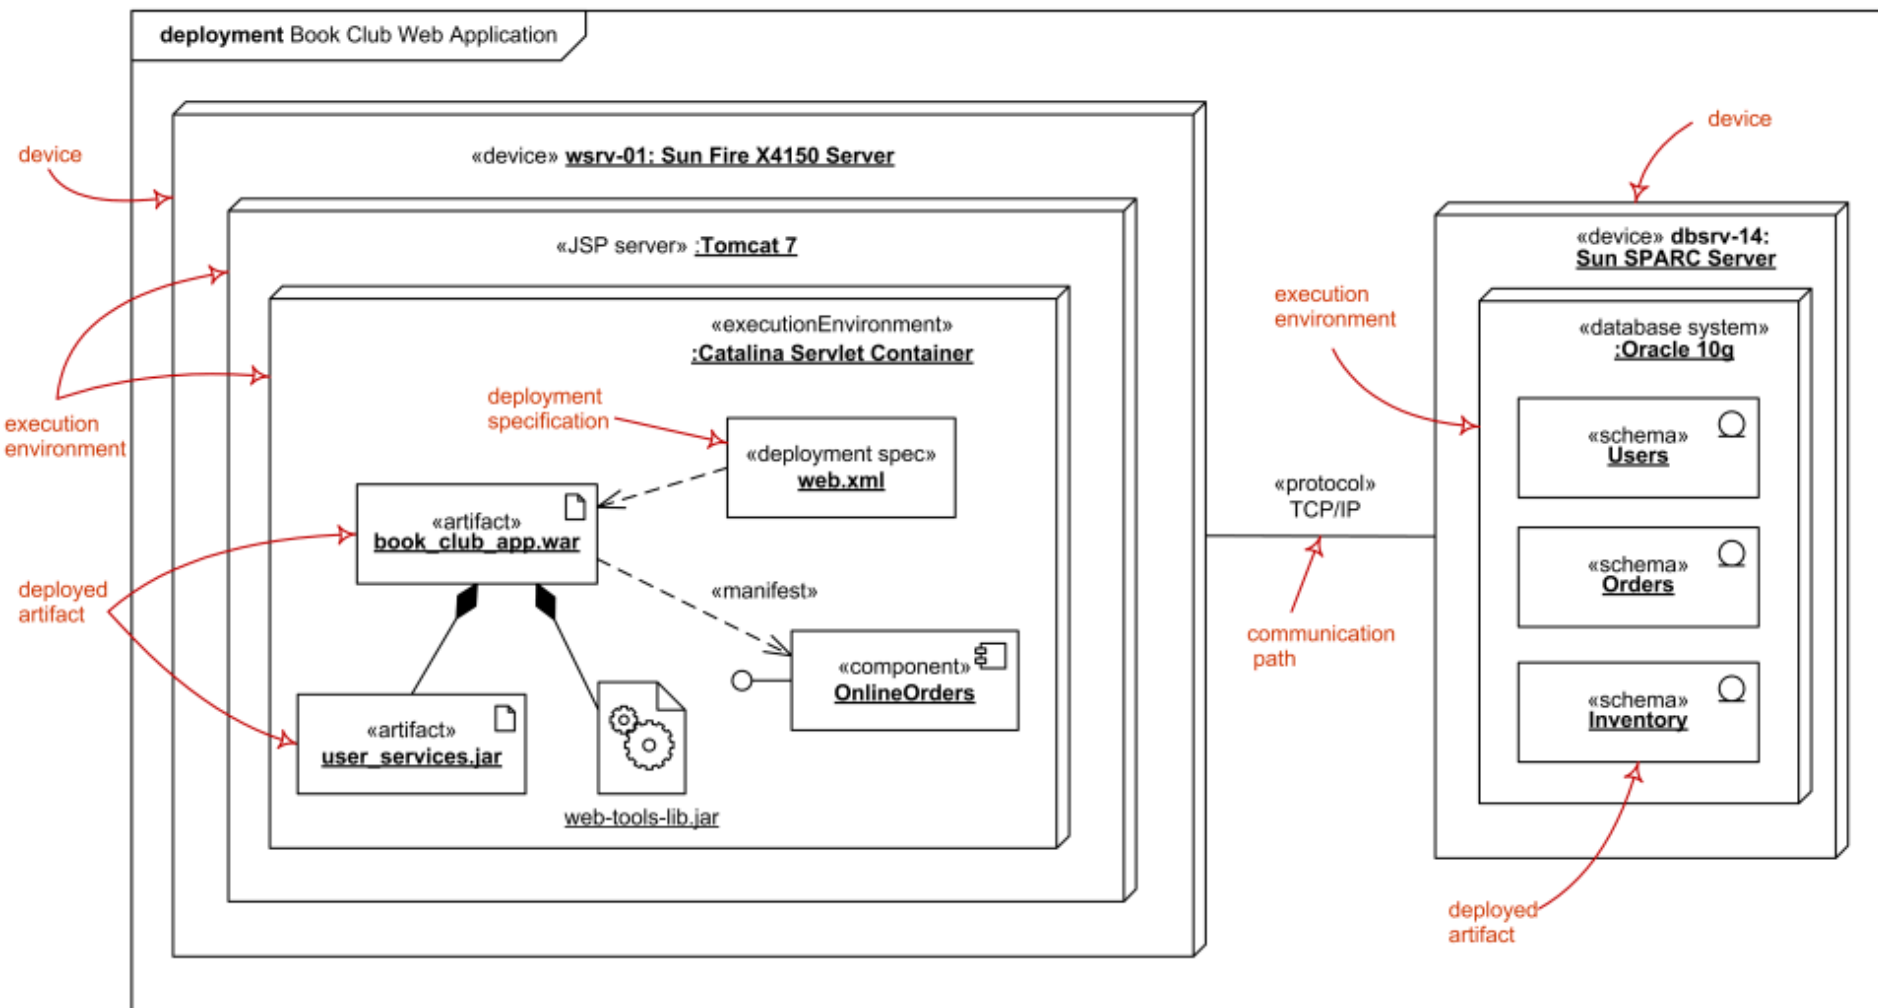 deployment Book Club Web Application
device
«device» wsrv-01: Sun Fire X4150 Server
«JSP server» :Tomcat 7
«executionEnvironment»
:Catalina Servlet Container
execution
environment
deployment
specification
«deployment spec»
web.xml
«artifact»
book_club_app.war
deployed
artifact
«manifest»
«component»
OnlineOrders
«artifact»
user_services.jar
web-tools-lib.jar
«protocol»
TCP/IP
communication
path
device
«device» dbsrv-14:
Sun SPARC Server
execution
environment
«database system»
:Oracle 10g
«schema»
Users
«schema»
Orders
«schema»
Inventory
deployed
artifact